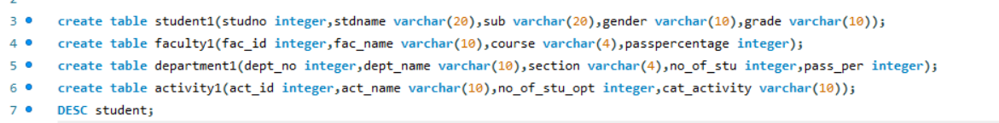 3 create table student1(studno integer,stdname varchar(20),sub varchar(20),gender varchar(10),grade varchar(10));
4 create table faculty1(fac_id integer,fac_name varchar(10),course varchar(4),passpercentage integer);
5 create table department1(dept_no integer,dept_name varchar(10),section varchar(4),no_of_stu integer,pass_per integer);
6 create table activity1(act_id integer,act_name varchar(10),no_of_stu_opt integer,cat_activity varchar(10));
7 DESC student;